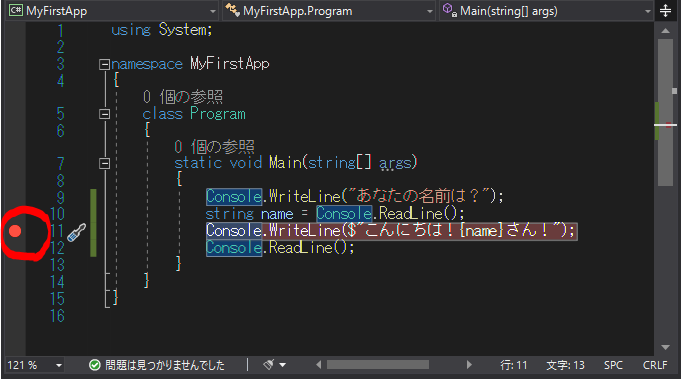 C# MyFirstApp MyFirstApp.Program Main(string[] args)
1 using System;
2
3 namespace MyFirstApp
4 {
0 個の参照
5 class Program
6 {
0 個の参照
7 static void Main(string[] args)
8 {
9 Console.WriteLine("あなたの名前は？");
10 string name = Console.ReadLine();
11 Console.WriteLine($"こんにちは！{name}さん！");
12 Console.ReadLine();
13 }
14 }
15 }
16
121 % 問題は見つかりませんでした 行: 11 文字: 13 SPC CRLF